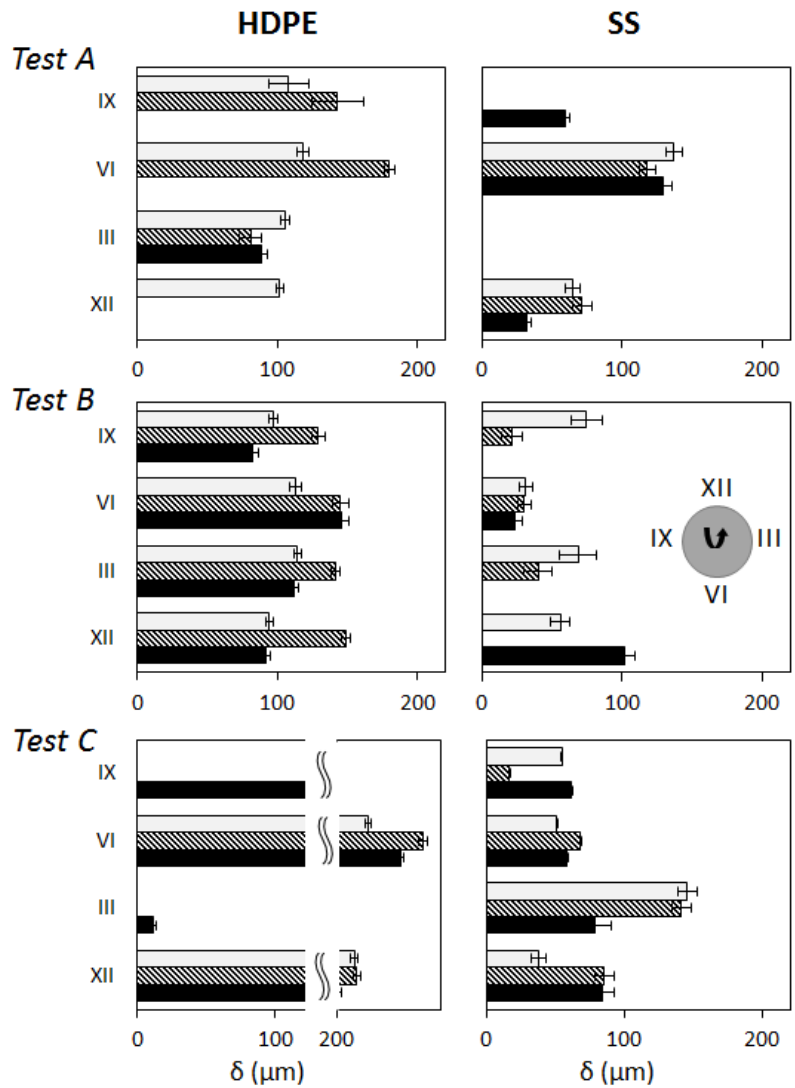 HDPE SS
Test A
IX
VI
III
XII
0 100 200 0 100 200
Test B
IX
VI
XII
IX III
III
VI
XII
0 100 200 0 100 200
Test C
IX
VI
III
XII
0 100 200 0 100 200
δ (μm) δ (μm)